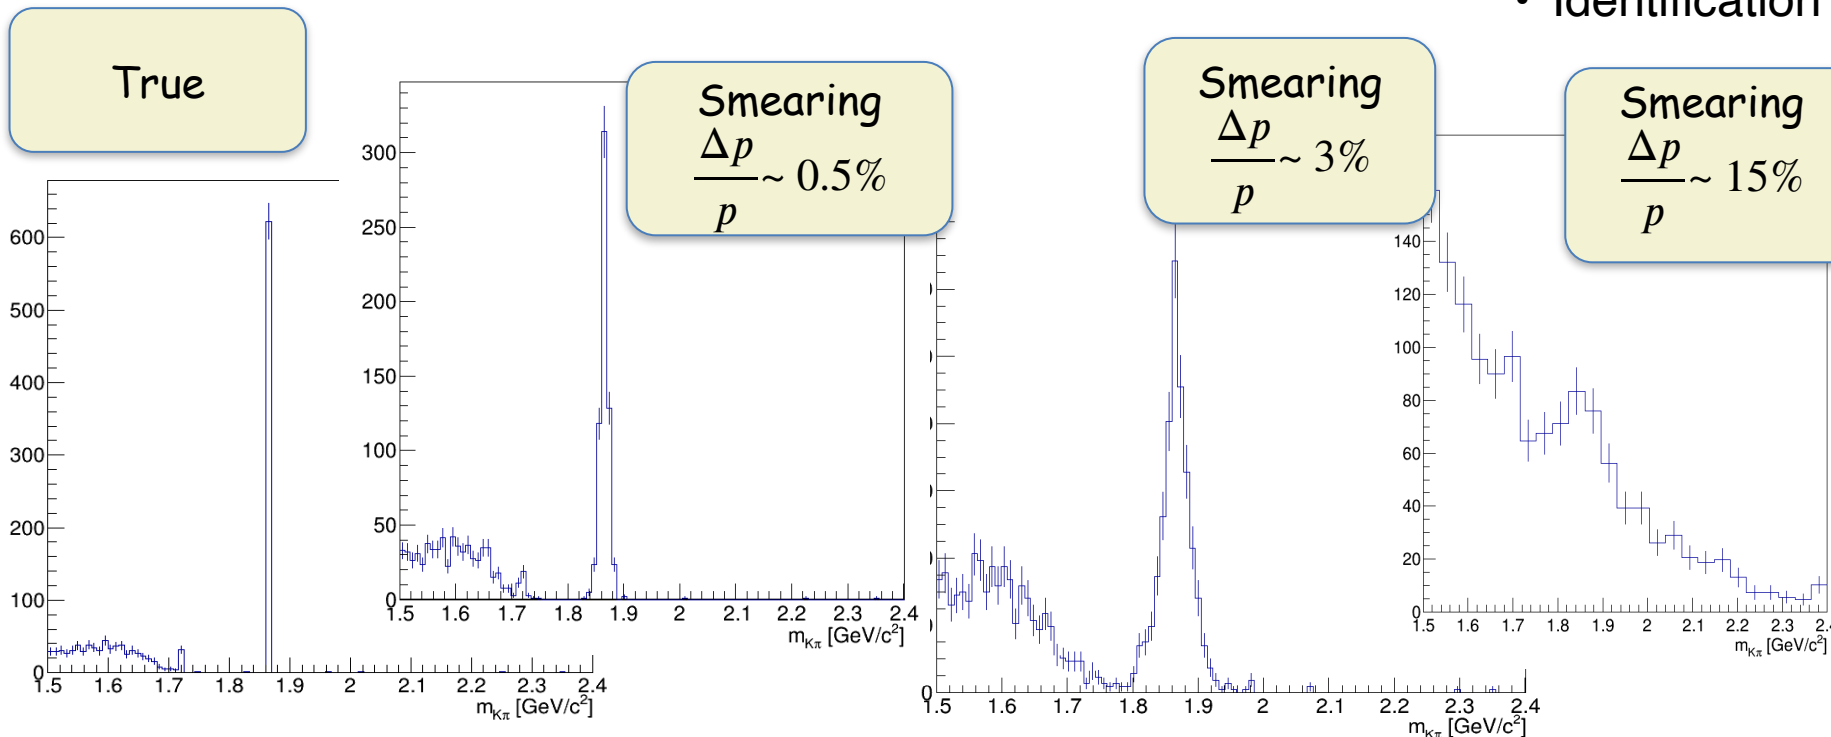 • Identification
True
Smearing
Δp/p ~ 0.5%
Smearing
Δp/p ~ 3%
Smearing
Δp/p ~ 15%
600
500
400
300
200
100
0
1.5 1.6 1.7 1.8 1.9 2 2.1 2.2 2.3 2.4
mKπ [GeV/c²]
300
250
200
150
100
50
0
1.5 1.6 1.7 1.8 1.9 2 2.1 2.2 2.3 2.4
mKπ [GeV/c²]
0
1.5 1.6 1.7 1.8 1.9 2 2.1 2.2 2.3 2.4
mKπ [GeV/c²]
140
120
100
80
60
40
20
0
1.5 1.6 1.7 1.8 1.9 2 2.1 2.2 2.3
mKπ [GeV/c²]